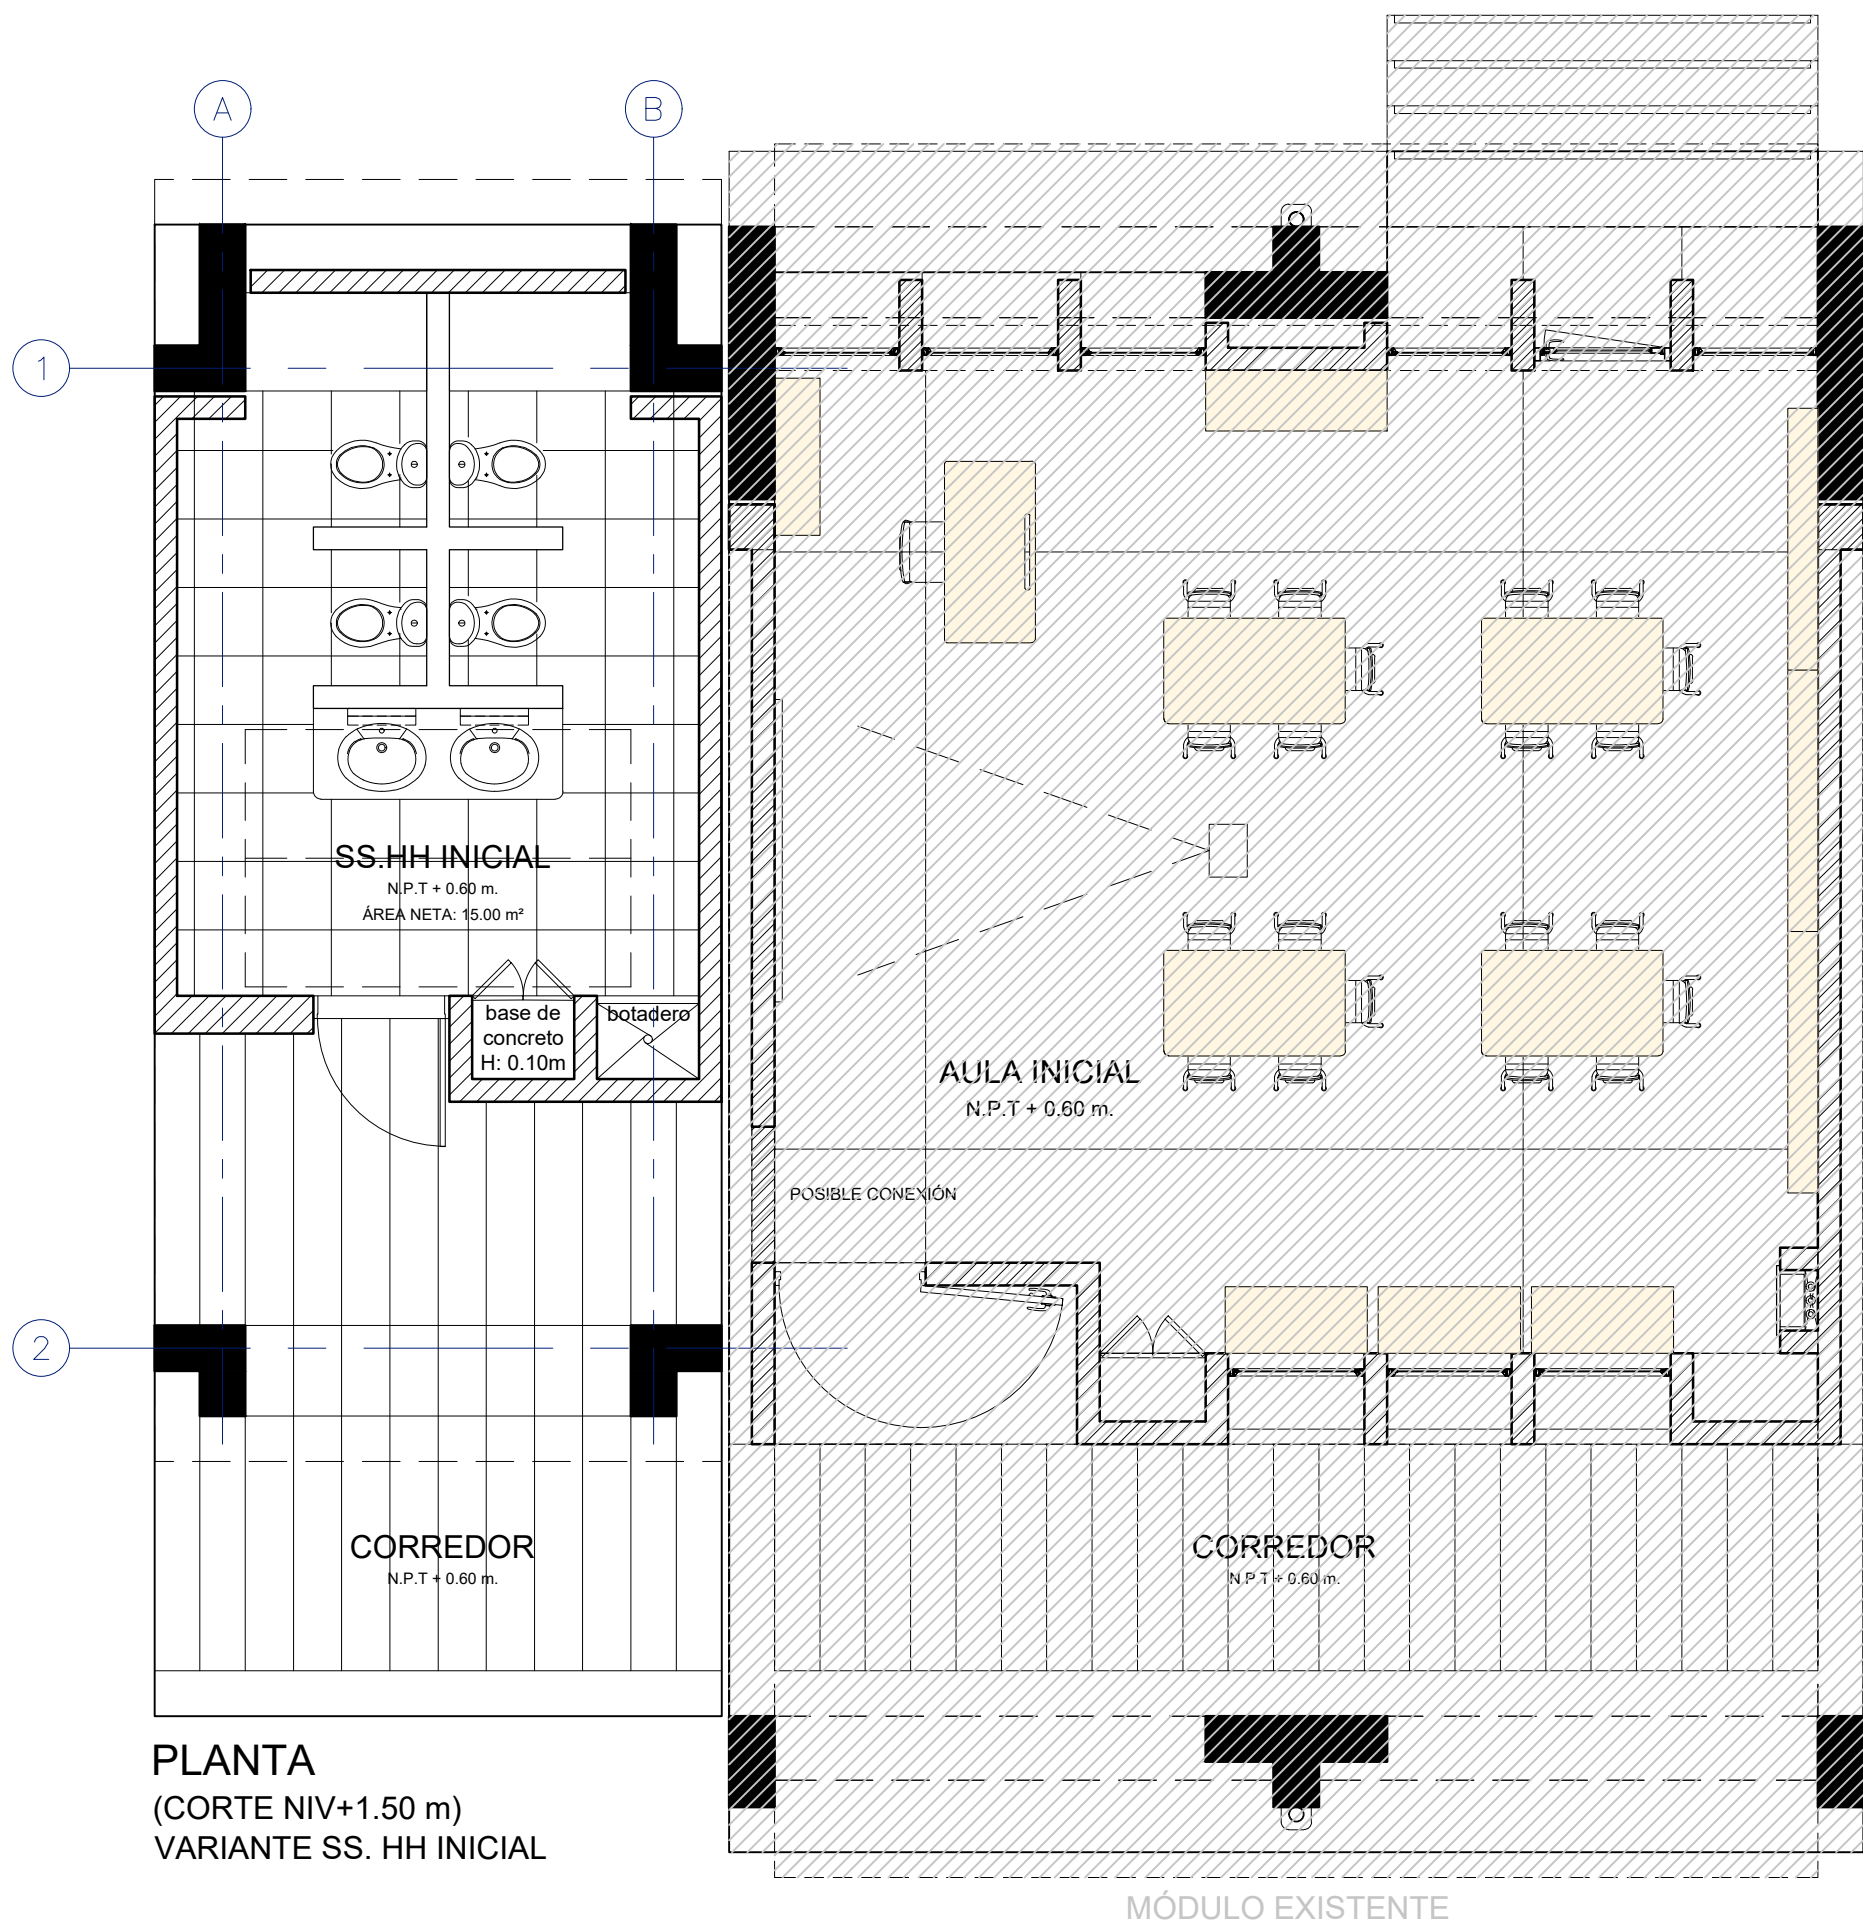 A
B
1
SS.HH INICIAL
N.P.T + 0.60 m.
ÁREA NETA: 15.00 m²
base de
concreto
H: 0.10m
botadero
AULA INICIAL
N.P.T + 0.60 m.
POSIBLE CONEXIÓN
2
CORREDOR
N.P.T + 0.60 m.
CORREDOR
N.P.T + 0.60 m.
PLANTA
(CORTE NIV+1.50 m)
VARIANTE SS. HH INICIAL
MÓDULO EXISTENTE